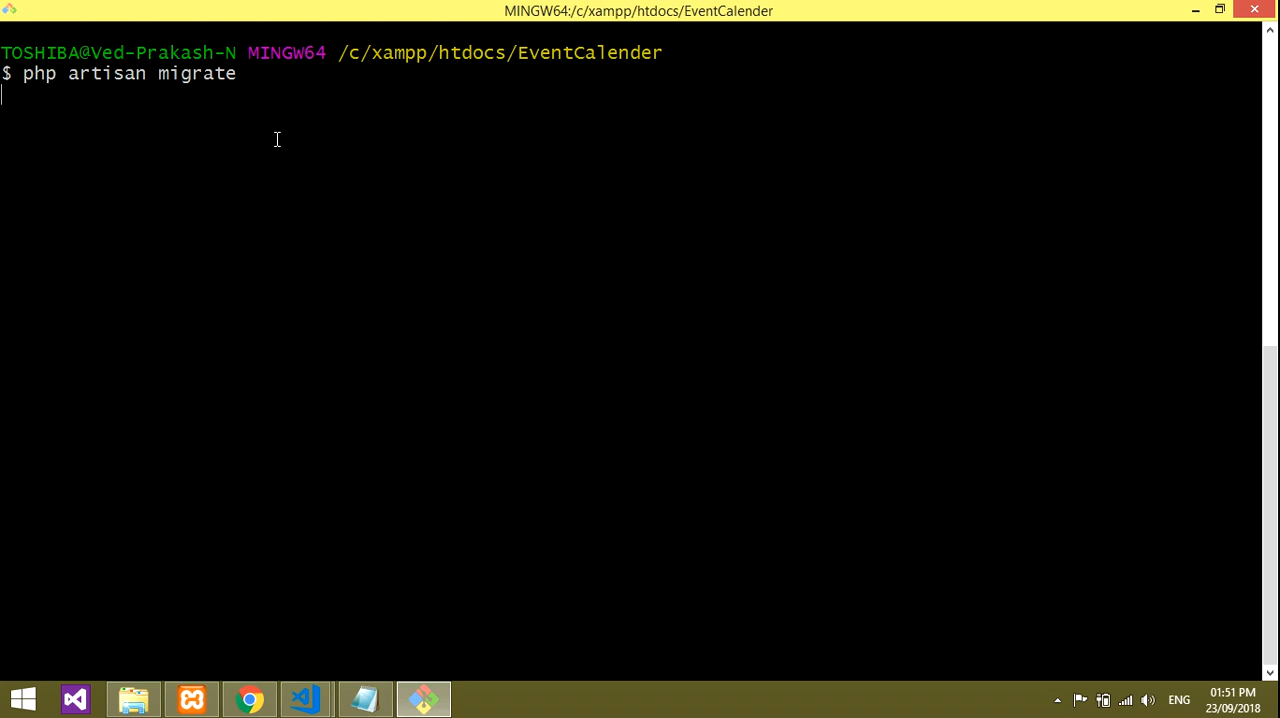 MINGW64:/c/xampp/htdocs/EventCalender
TOSHIBA@Ved-Prakash-N MINGW64 /c/xampp/htdocs/EventCalender
$ php artisan migrate
ENG
01:51 PM
23/09/2018